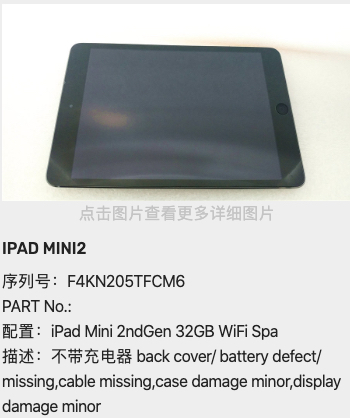 点击图片查看更多详细图片
IPAD MINI2
序列号：F4KN205TFCM6
PART No.:
配置：iPad Mini 2ndGen 32GB WiFi Spa
描述：不带充电器 back cover/ battery defect/
missing,cable missing,case damage minor,display
damage minor